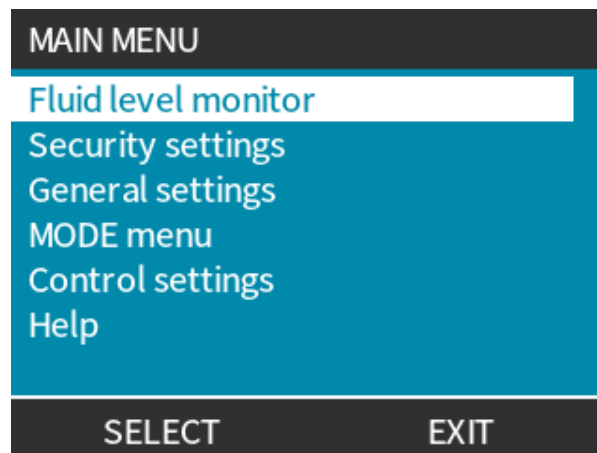 MAIN MENU
Fluid level monitor
Security settings
General settings
MODE menu
Control settings
Help
SELECT EXIT